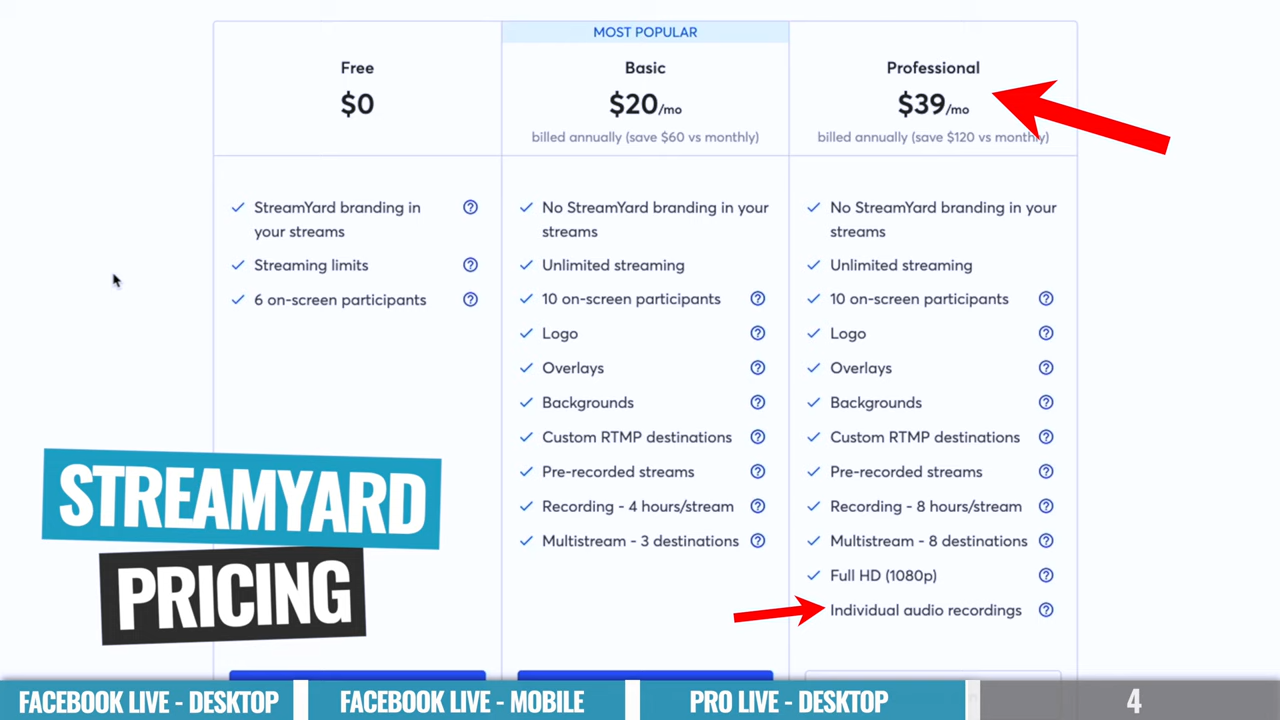 MOST POPULAR
Free
$0
Basic
$20/mo
billed annually (save $60 vs monthly)
Professional
$39/mo
billed annually (save $120 vs monthly)
StreamYard branding in
your streams
Streaming limits
6 on-screen participants
No StreamYard branding in your
streams
Unlimited streaming
10 on-screen participants
Logo
Overlays
Backgrounds
Custom RTMP destinations
Pre-recorded streams
Recording - 4 hours/stream
Multistream - 3 destinations
No StreamYard branding in your
streams
Unlimited streaming
10 on-screen participants
Logo
Overlays
Backgrounds
Custom RTMP destinations
Pre-recorded streams
Recording - 8 hours/stream
Multistream - 8 destinations
Full HD (1080p)
Individual audio recordings
STREAMYARD
PRICING
FACEBOOK LIVE - DESKTOP
FACEBOOK LIVE - MOBILE
PRO LIVE - DESKTOP
4